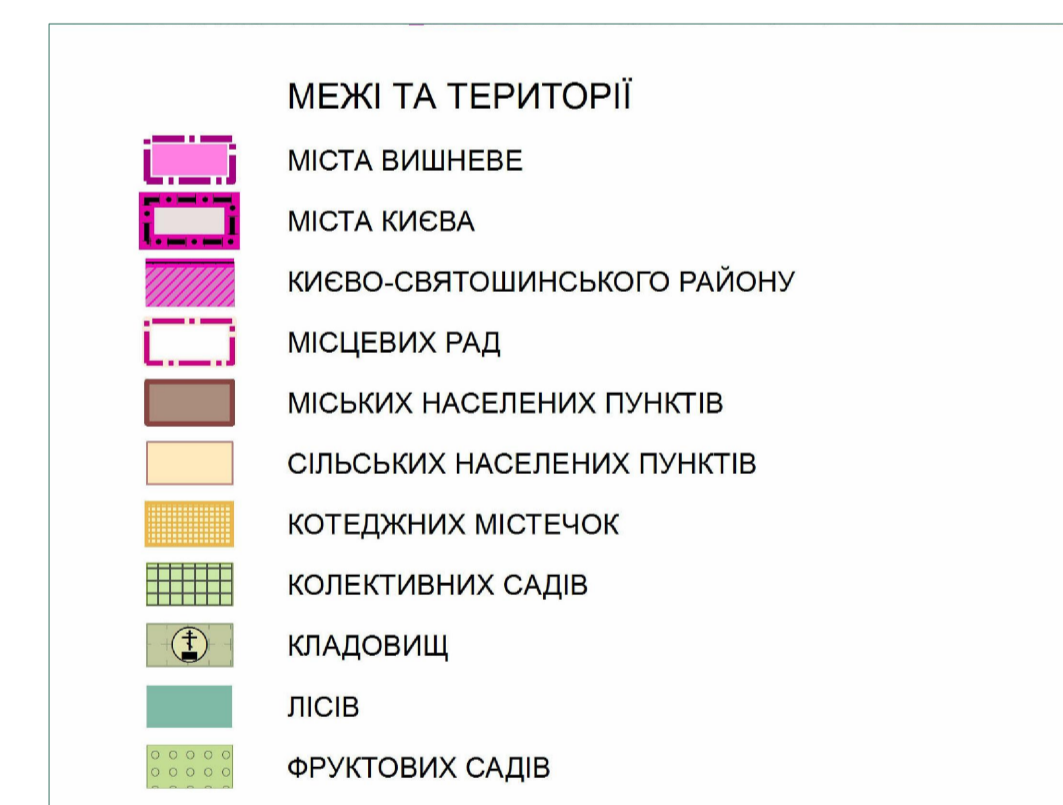 МЕЖІ ТА ТЕРИТОРІЇ
МІСТА ВИШНЕВЕ
МІСТА КИЄВА
КИЄВО-СВЯТОШИНСЬКОГО РАЙОНУ
МІСЦЕВИХ РАД
МІСЬКИХ НАСЕЛЕНИХ ПУНКТІВ
СІЛЬСЬКИХ НАСЕЛЕНИХ ПУНКТІВ
КОТЕДЖНИХ МІСТЕЧОК
КОЛЕКТИВНИХ САДІВ
КЛАДОВИЩ
ЛІСІВ
ФРУКТОВИХ САДІВ